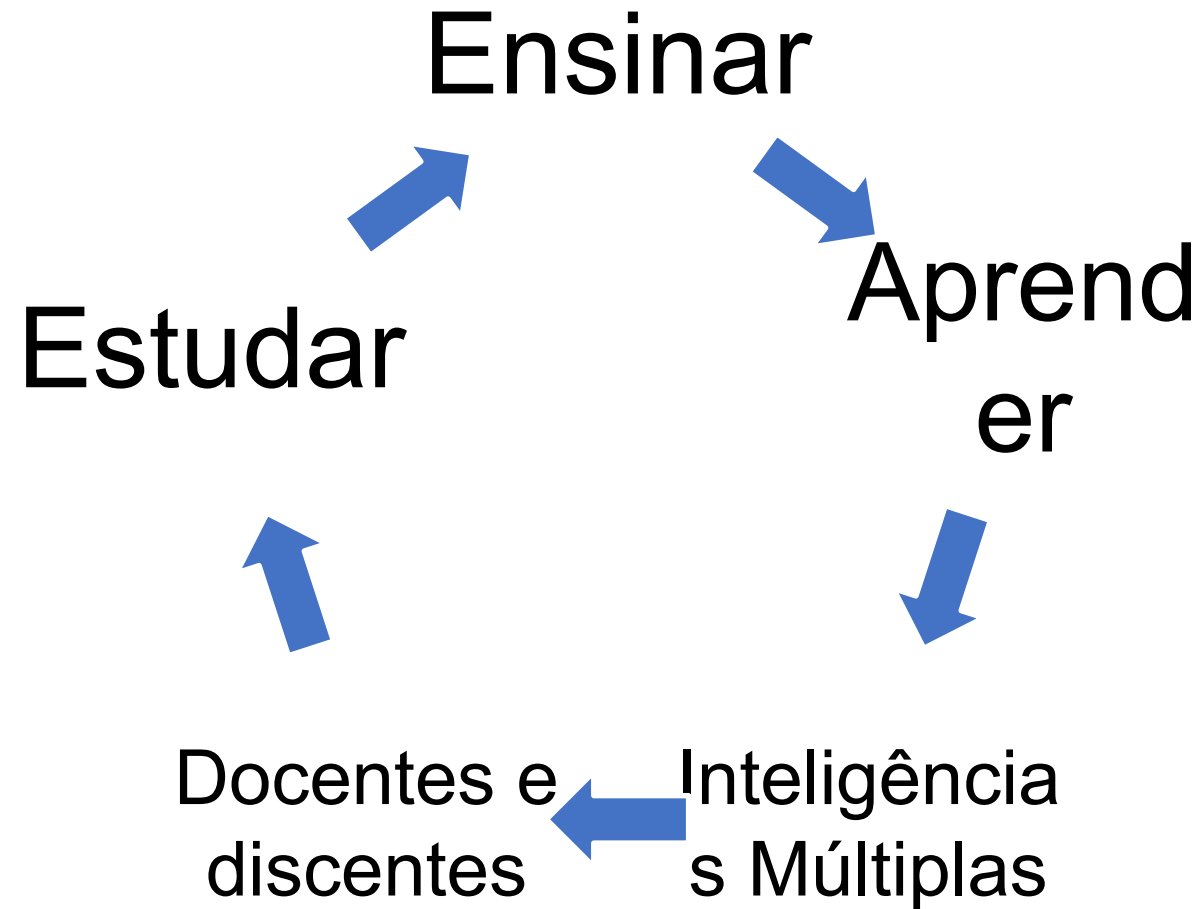 Ensinar
Aprend
er
Estudar
Docentes e
discentes
Inteligência
s Múltiplas